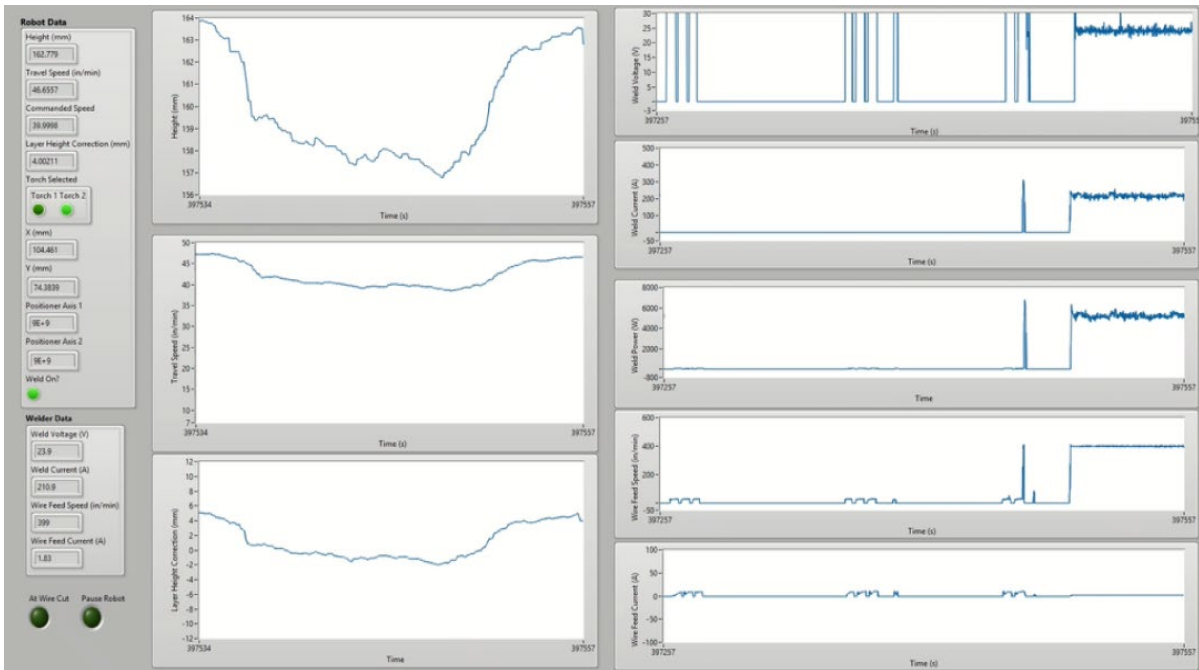 Robot Data
Height (mm)
162.779
Travel Speed (in/min)
46.6557
Commanded Speed
39.9998
Layer Height Correction (mm)
4.00211
Torch Selected
Torch 1 Torch 2
X (mm)
104.461
Y (mm)
74.3839
Positioner Axis 1
9E+9
Positioner Axis 2
9E+9
Weld On?
Welder Data
Weld Voltage (V)
23.9
Weld Current (A)
210.9
Wire Feed Speed (in/min)
399
Wire Feed Current (A)
1.83
At Wire Cut Pause Robot
Height (mm)
164
163
162
161
160
159
158
157
156
397534 397557
Time (s)
Travel Speed (in/min)
50
45
40
35
30
25
20
15
10
7
397534 397557
Time (s)
Layer Height Correction (mm)
12
10
8
6
4
2
0
-2
-4
-6
-8
-10
-12
397534 397557
Time
Weld Voltage (V)
30
25
20
15
10
5
0
-3
397257 39755
Time (s)
Weld Current (A)
500
400
300
200
100
0
-50
397257 397557
Time (s)
Weld Power (W)
8000
6000
4000
2000
0
-800
397257 397557
Time
Wire Feed Speed (in/min)
600
400
200
0
-50
397257 397557
Time (s)
Wire Feed Current (A)
100
50
0
-50
-100
397257 397557
Time (s)